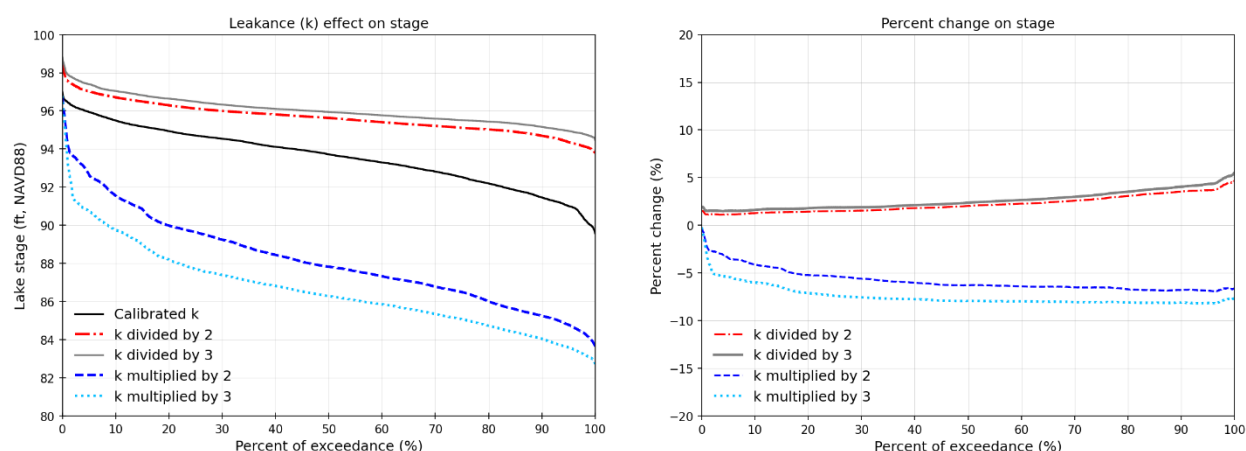 Leakance (k) effect on stage
100
98
96
94
92
90
88
86
84
82
80
Lake stage (ft, NAVD88)
Calibrated k
k divided by 2
k divided by 3
k multiplied by 2
k multiplied by 3
0 10 20 30 40 50 60 70 80 90 100
Percent of exceedance (%)
Percent change on stage
20
15
10
5
0
−5
−10
−15
−20
Percent change (%)
k divided by 2
k divided by 3
k multiplied by 2
k multiplied by 3
0 10 20 30 40 50 60 70 80 90 100
Percent of exceedance (%)